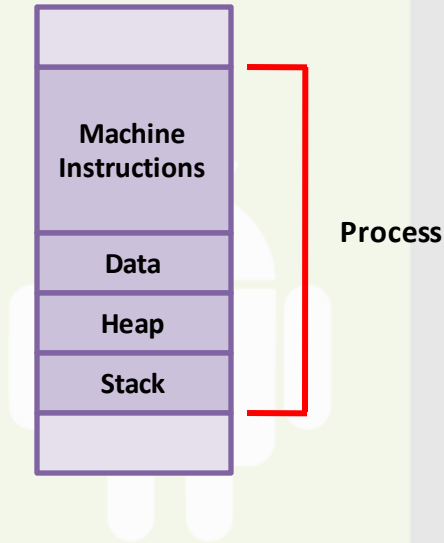 Machine
Instructions
Process
Data
Heap
Stack